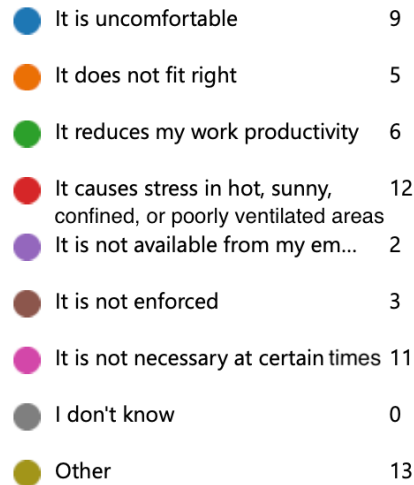 It is uncomfortable 9
It does not fit right 5
It reduces my work productivity 6
It causes stress in hot, sunny, 12
confined, or poorly ventilated areas
It is not available from my em... 2
It is not enforced 3
It is not necessary at certain times 11
I don't know 0
Other 13